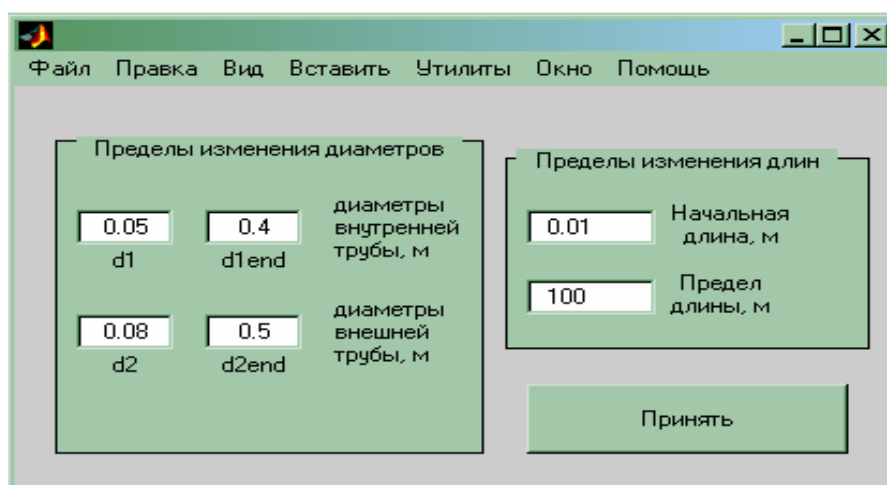 Файл Правка Вид Вставить Утилиты Окно Помощь
Пределы изменения диаметров
0.05 0.4
d1 d1end
диаметры
внутренней
трубы, м
0.08 0.5
d2 d2end
диаметры
внешней
трубы, м
Пределы изменения длин
0.01
Начальная
длина, м
100
Предел
длины, м
Принять